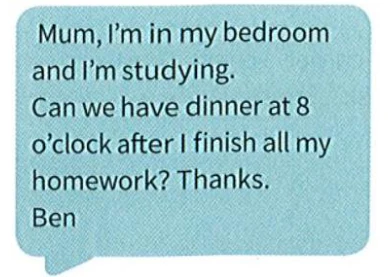 Mum, I'm in my bedroom
and I'm studying.
Can we have dinner at 8
o'clock after I finish all my
homework? Thanks.
Ben